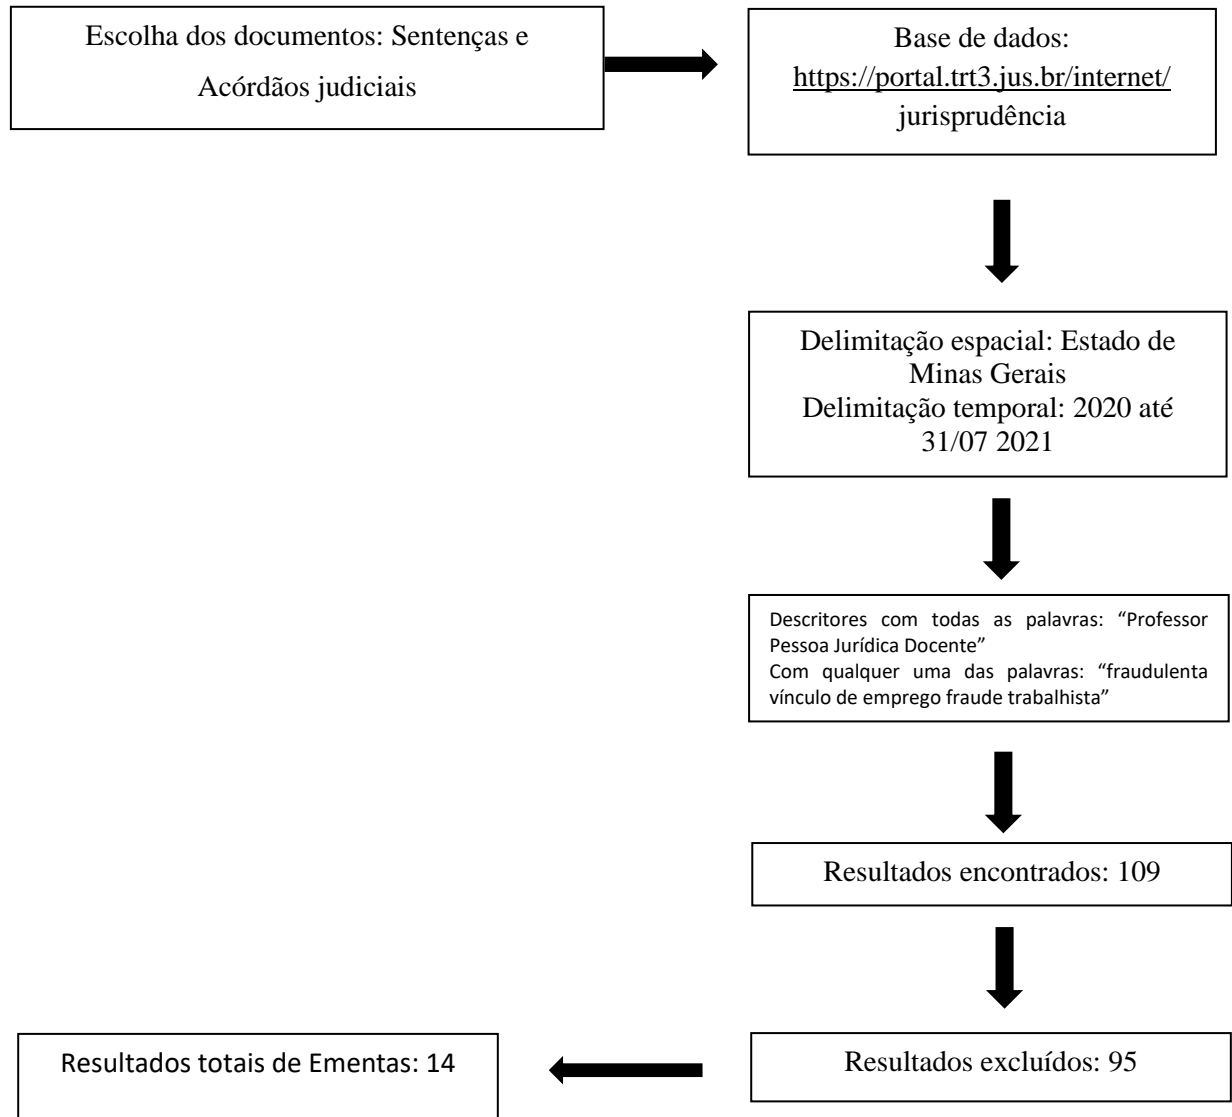 Escolha dos documentos: Sentenças e
Acórdãos judiciais
Base de dados:
https://portal.trt3.jus.br/internet/
jurisprudência
Delimitação espacial: Estado de
Minas Gerais
Delimitação temporal: 2020 até
31/07 2021
Descritores com todas as palavras: “Professor
Pessoa Jurídica Docente”
Com qualquer uma das palavras: “fraudulenta
vínculo de emprego fraude trabalhista”
Resultados encontrados: 109
Resultados excluídos: 95
Resultados totais de Ementas: 14